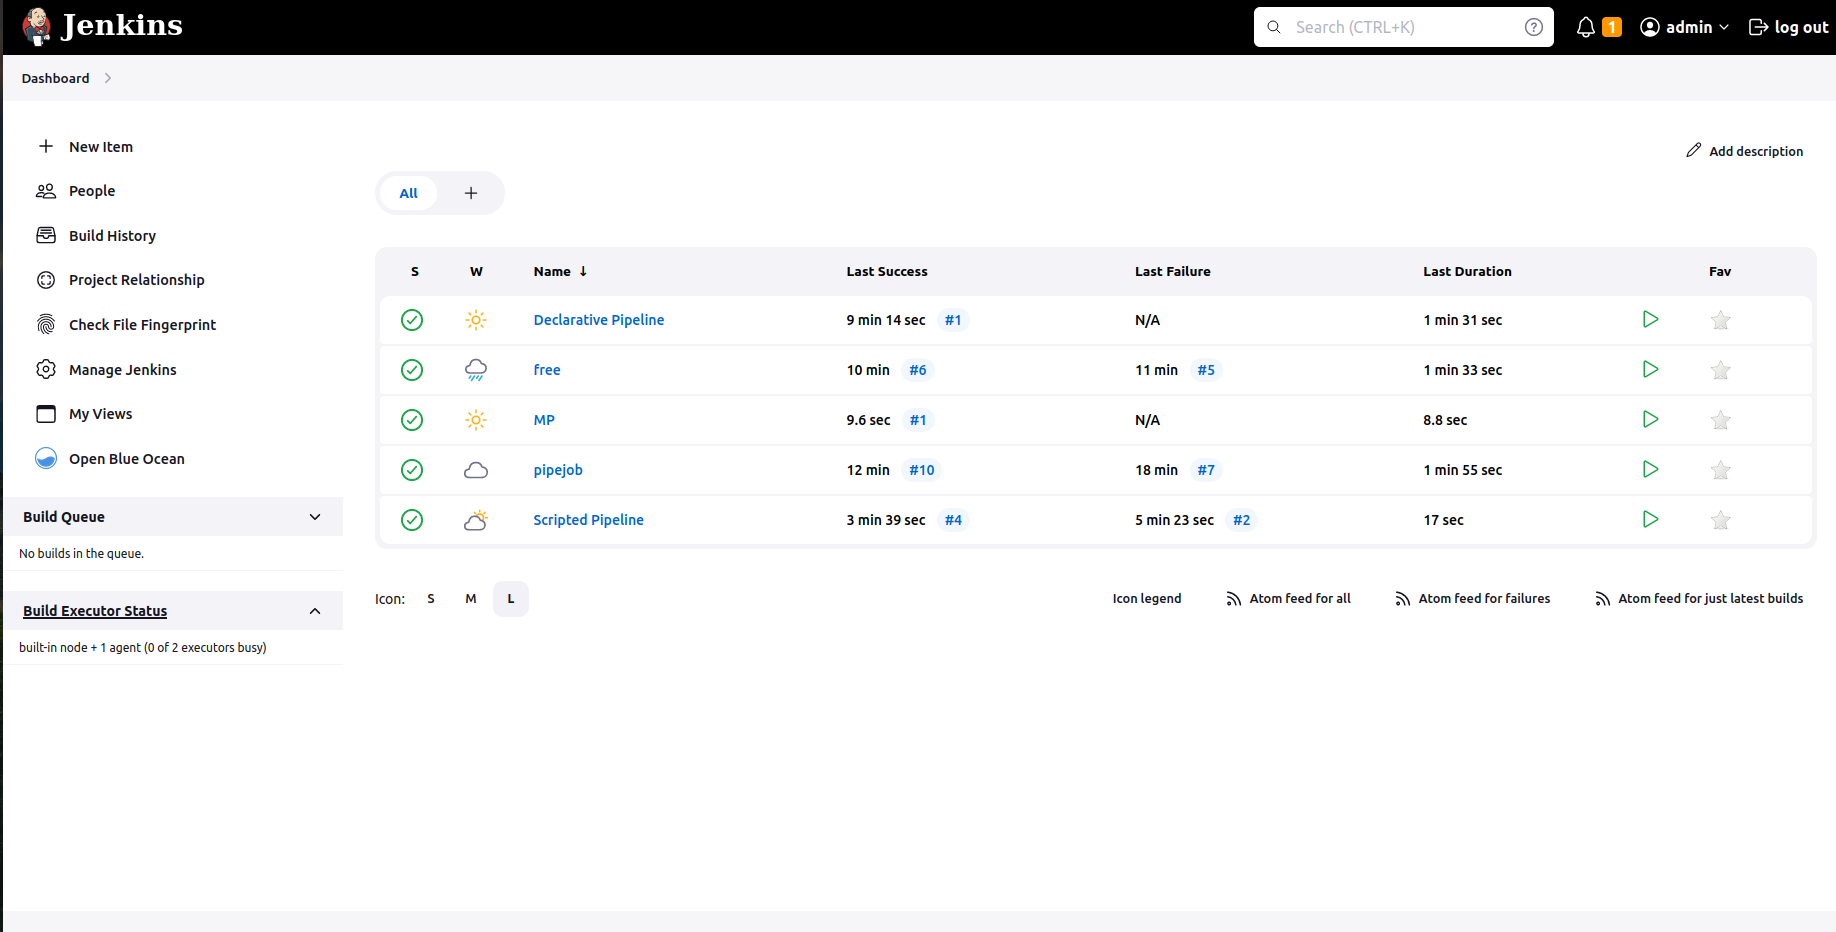 Jenkins
Search (CTRL+K)
1
admin
log out
Dashboard
New Item
People
Build History
Project Relationship
Check File Fingerprint
Manage Jenkins
My Views
Open Blue Ocean
Build Queue
No builds in the queue.
Build Executor Status
built-in node + 1 agent (0 of 2 executors busy)
Add description
All +
S W Name ↓ Last Success Last Failure Last Duration Fav
Declarative Pipeline 9 min 14 sec #1 N/A 1 min 31 sec
free 10 min #6 11 min #5 1 min 33 sec
MP 9.6 sec #1 N/A 8.8 sec
pipejob 12 min #10 18 min #7 1 min 55 sec
Scripted Pipeline 3 min 39 sec #4 5 min 23 sec #2 17 sec
Icon: S M L
Icon legend Atom feed for all Atom feed for failures Atom feed for just latest builds